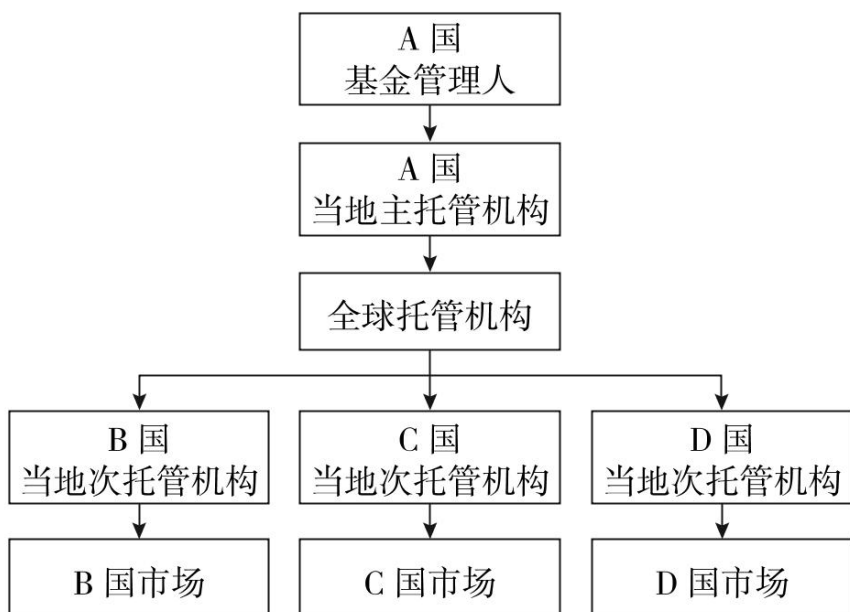 A 国
基金管理人
A 国
当地主托管机构
全球托管机构
B 国
当地次托管机构
C 国
当地次托管机构
D 国
当地次托管机构
B 国市场
C 国市场
D 国市场